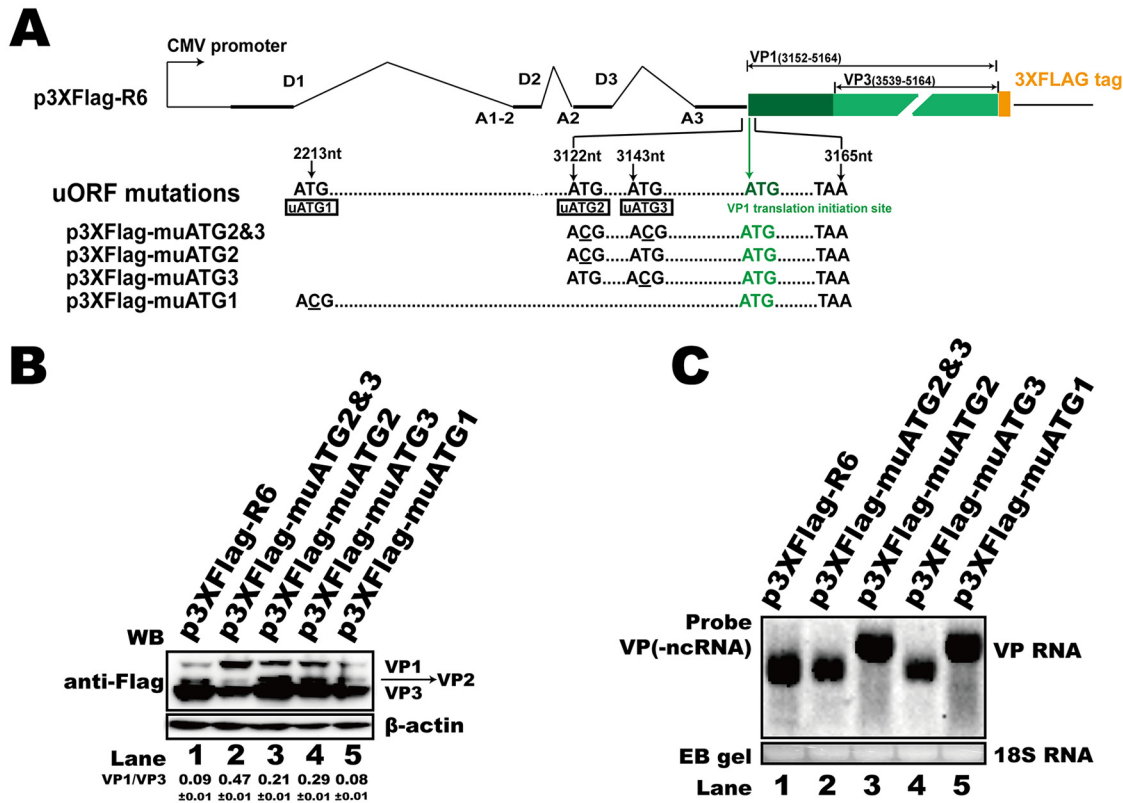 A
CMV promoter
p3XFlag-R6
D1
A1-2
D2
A2
D3
A3
VP1(3152-5164)
VP3(3539-5164)
3XFLAG tag
2213nt
3122nt
3143nt
3165nt
uORF mutations
ATG ATG ATG ATG TAA
uATG1
uATG2
uATG3
VP1 translation initiation site
p3XFlag-muATG2&3 ACG......ACG..........ATG.......TAA
p3XFlag-muATG2 ACG......ATG..........ATG.......TAA
p3XFlag-muATG3 ATG......ACG..........ATG.......TAA
p3XFlag-muATG1 ACG..........ATG.......TAA
B
p3XFlag-R6
p3XFlag-muATG2&3
p3XFlag-muATG2
p3XFlag-muATG3
p3XFlag-muATG1
WB
anti-Flag
VP1
VP2
VP3
β-actin
Lane 1 2 3 4 5
VP1/VP3 0.09 0.47 0.21 0.29 0.08
±0.01 ±0.01 ±0.01 ±0.01 ±0.01
C
p3XFlag-R6
p3XFlag-muATG2&3
p3XFlag-muATG2
p3XFlag-muATG3
p3XFlag-muATG1
Probe
VP(-ncRNA)
VP RNA
EB gel
18S RNA
Lane 1 2 3 4 5